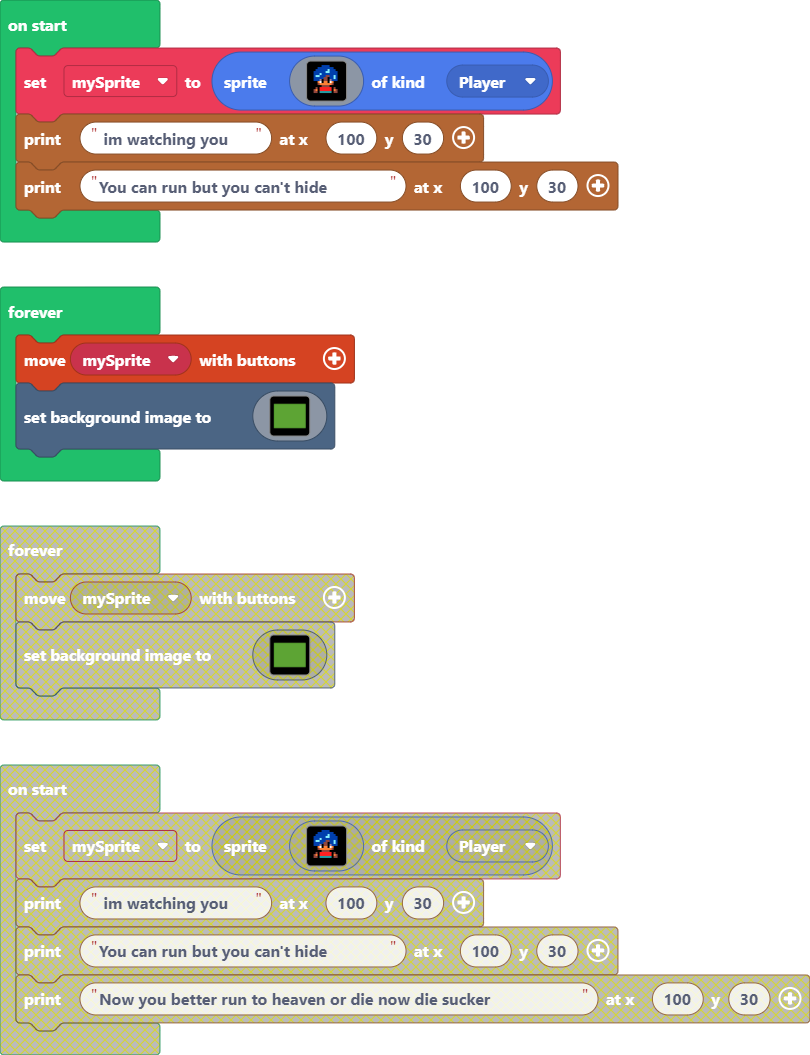 on start
set mySprite to sprite of kind Player
print " im watching you " at x 100 y 30
print "You can run but you can't hide " at x 100 y 30
forever
move mySprite with buttons
set background image to
forever
move mySprite with buttons
set background image to
on start
set mySprite to sprite of kind Player
print " im watching you " at x 100 y 30
print "You can run but you can't hide " at x 100 y 30
print "Now you better run to heaven or die now die sucker " at x 100 y 30